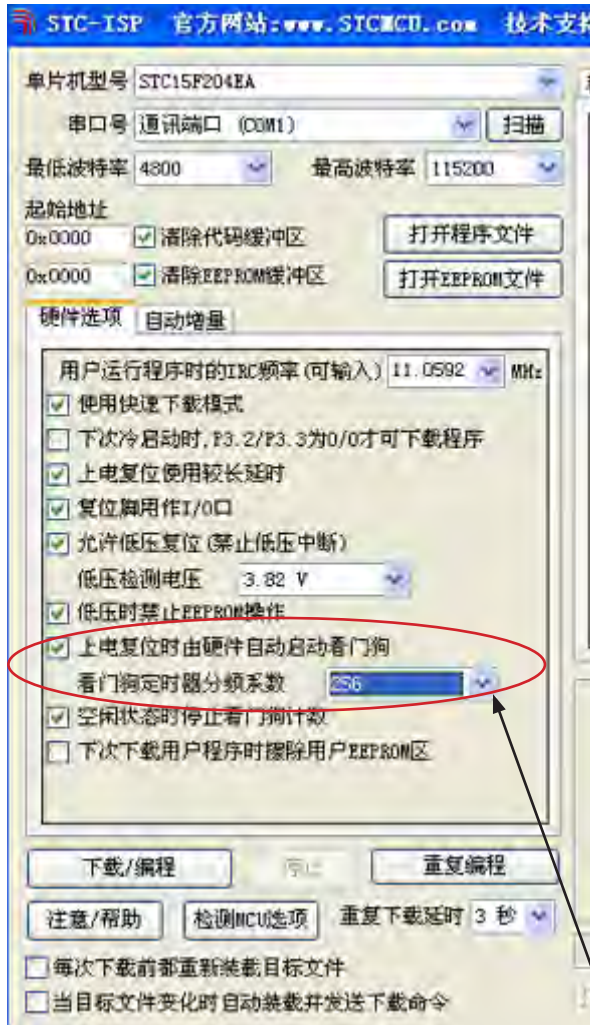 STC-ISP 官方网站:www.STCMCU.com 技术支持
单片机型号 STC15F204EA
串口号 通讯端口 (COM1) 扫描
最低波特率 4800 最高波特率 115200
起始地址
0x0000 清除代码缓冲区 打开程序文件
0x0000 清除EEPROM缓冲区 打开EEPROM文件
硬件选项 自动增量
用户运行程序时的IRC频率(可输入) 11.0592 MHz
使用快速下载模式
下次冷启动时,P3.2/P3.3为0/0才可下载程序
上电复位使用较长延时
复位脚用作I/O口
允许低压复位(禁止低压中断)
低压检测电压 3.82 V
低压时禁止EEPROM操作
上电复位时由硬件自动启动看门狗
看门狗定时器分频系数 256
空闲状态时停止看门狗计数
下次下载用户程序时擦除用户EEPROM区
下载/编程 停止 重复编程
注意/帮助 检测MCU选项 重复下载延时 3 秒
每次下载前都重新装载目标文件
当目标文件变化时自动装载并发送下载命令